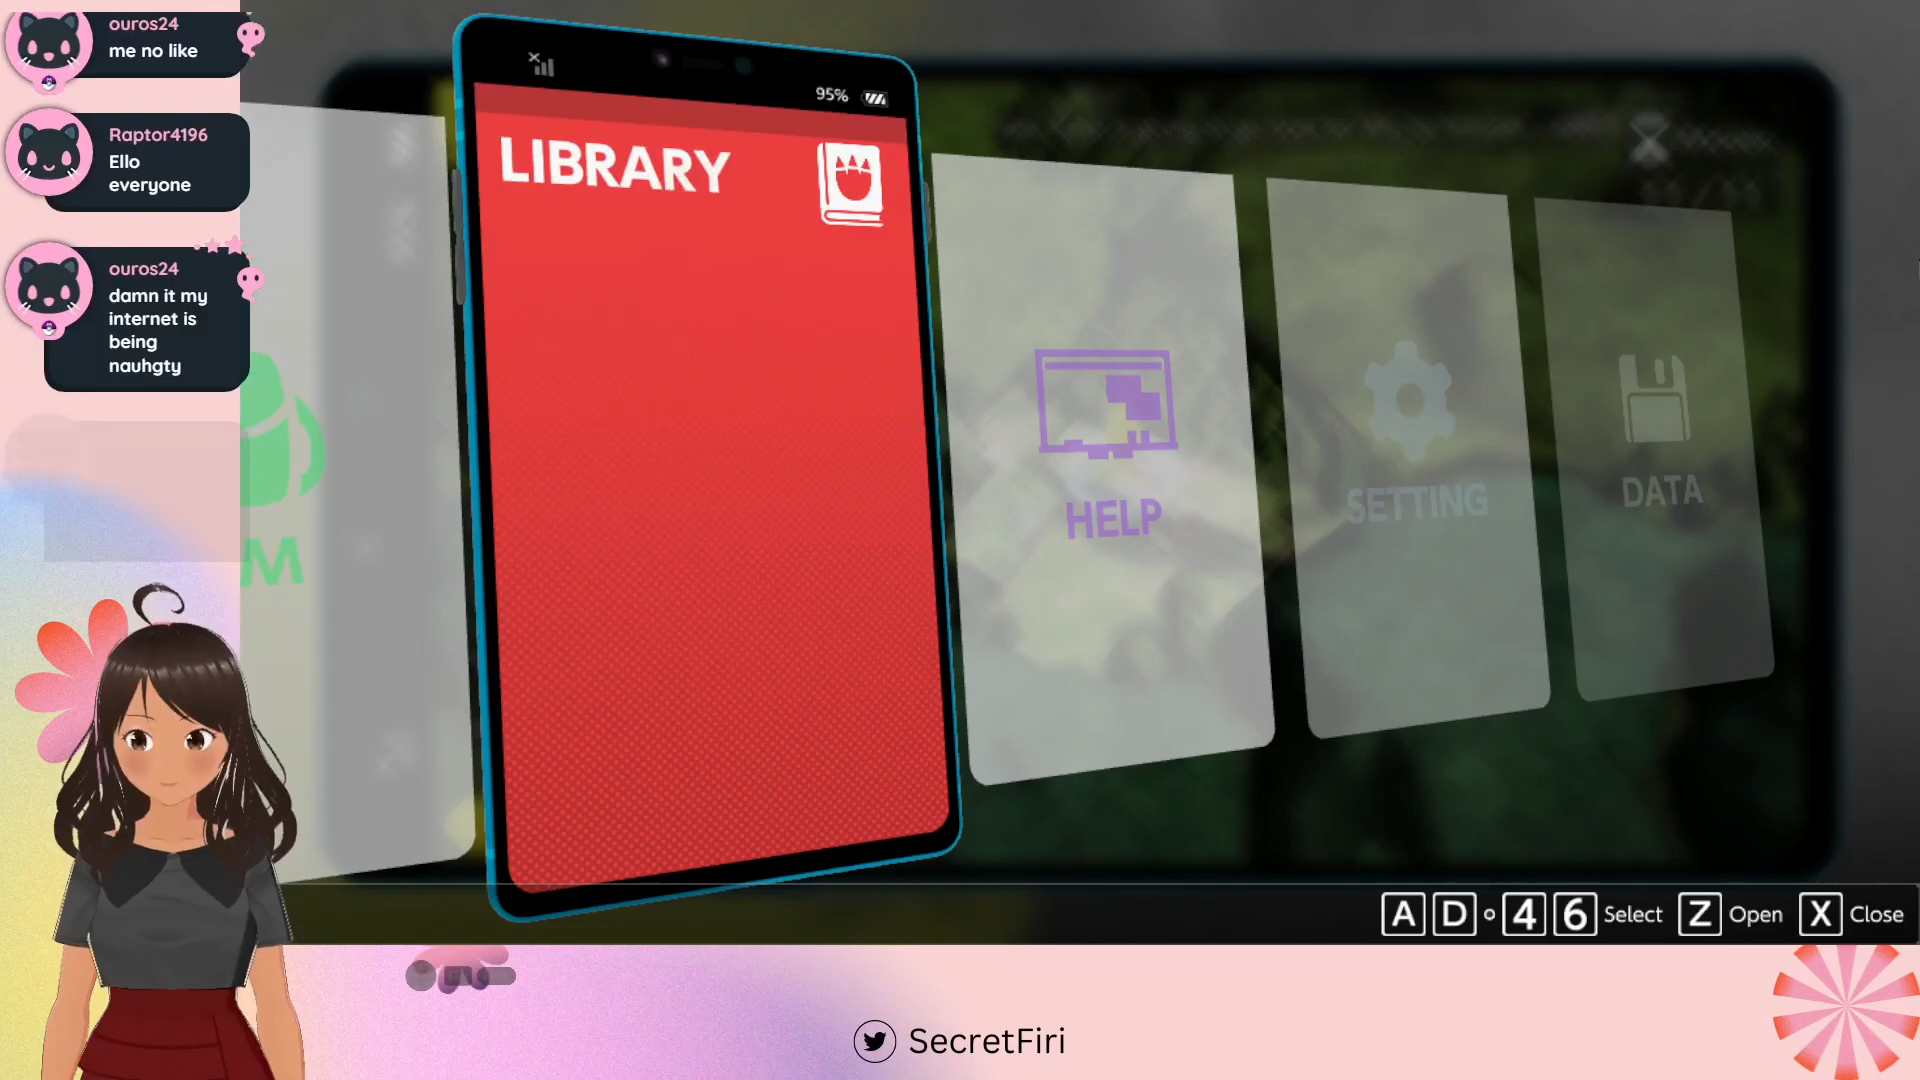 ouros24
me no like
Raptor4196
Ello
everyone
ouros24
damn it my
internet is
being
nauhgty
95%
LIBRARY
M
HELP
SETTING
DATA
A D 4 6 Select Z Open X Close
SecretFiri